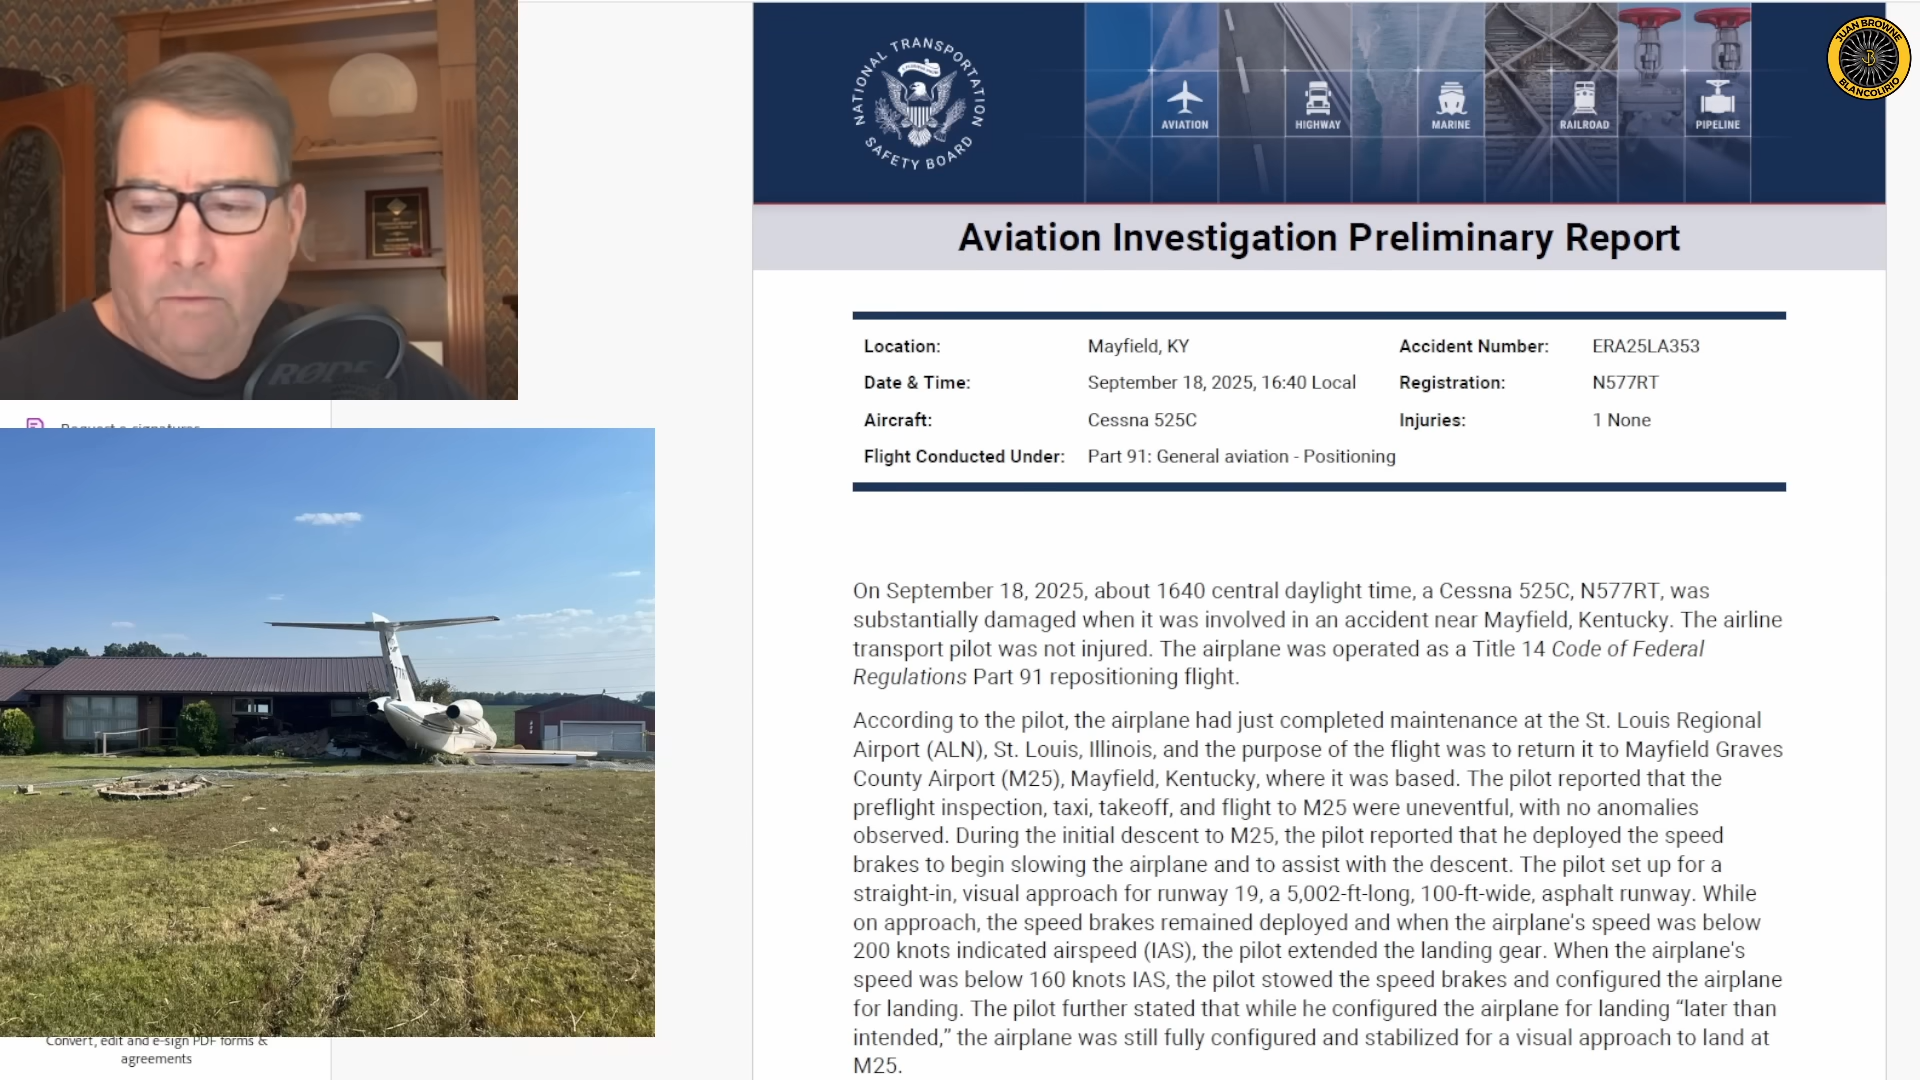 NATIONAL TRANSPORTATION
SAFETY BOARD
AVIATION
HIGHWAY
MARINE
RAILROAD
PIPELINE
JUAN BROWNE
BLANCOLIRIO
Aviation Investigation Preliminary Report
Location: Mayfield, KY Accident Number: ERA25LA353
Date & Time: September 18, 2025, 16:40 Local Registration: N577RT
Aircraft: Cessna 525C Injuries: 1 None
Flight Conducted Under: Part 91: General aviation - Positioning
On September 18, 2025, about 1640 central daylight time, a Cessna 525C, N577RT, was
substantially damaged when it was involved in an accident near Mayfield, Kentucky. The airline
transport pilot was not injured. The airplane was operated as a Title 14 Code of Federal
Regulations Part 91 repositioning flight.
According to the pilot, the airplane had just completed maintenance at the St. Louis Regional
Airport (ALN), St. Louis, Illinois, and the purpose of the flight was to return it to Mayfield Graves
County Airport (M25), Mayfield, Kentucky, where it was based. The pilot reported that the
preflight inspection, taxi, takeoff, and flight to M25 were uneventful, with no anomalies
observed. During the initial descent to M25, the pilot reported that he deployed the speed
brakes to begin slowing the airplane and to assist with the descent. The pilot set up for a
straight-in, visual approach for runway 19, a 5,002-ft-long, 100-ft-wide, asphalt runway. While
on approach, the speed brakes remained deployed and when the airplane's speed was below
200 knots indicated airspeed (IAS), the pilot extended the landing gear. When the airplane's
speed was below 160 knots IAS, the pilot stowed the speed brakes and configured the airplane
for landing. The pilot further stated that while he configured the airplane for landing “later than
intended,” the airplane was still fully configured and stabilized for a visual approach to land at
M25.
RØDE
Request e-signatures
Convert, edit and e-sign PDF forms &
agreements